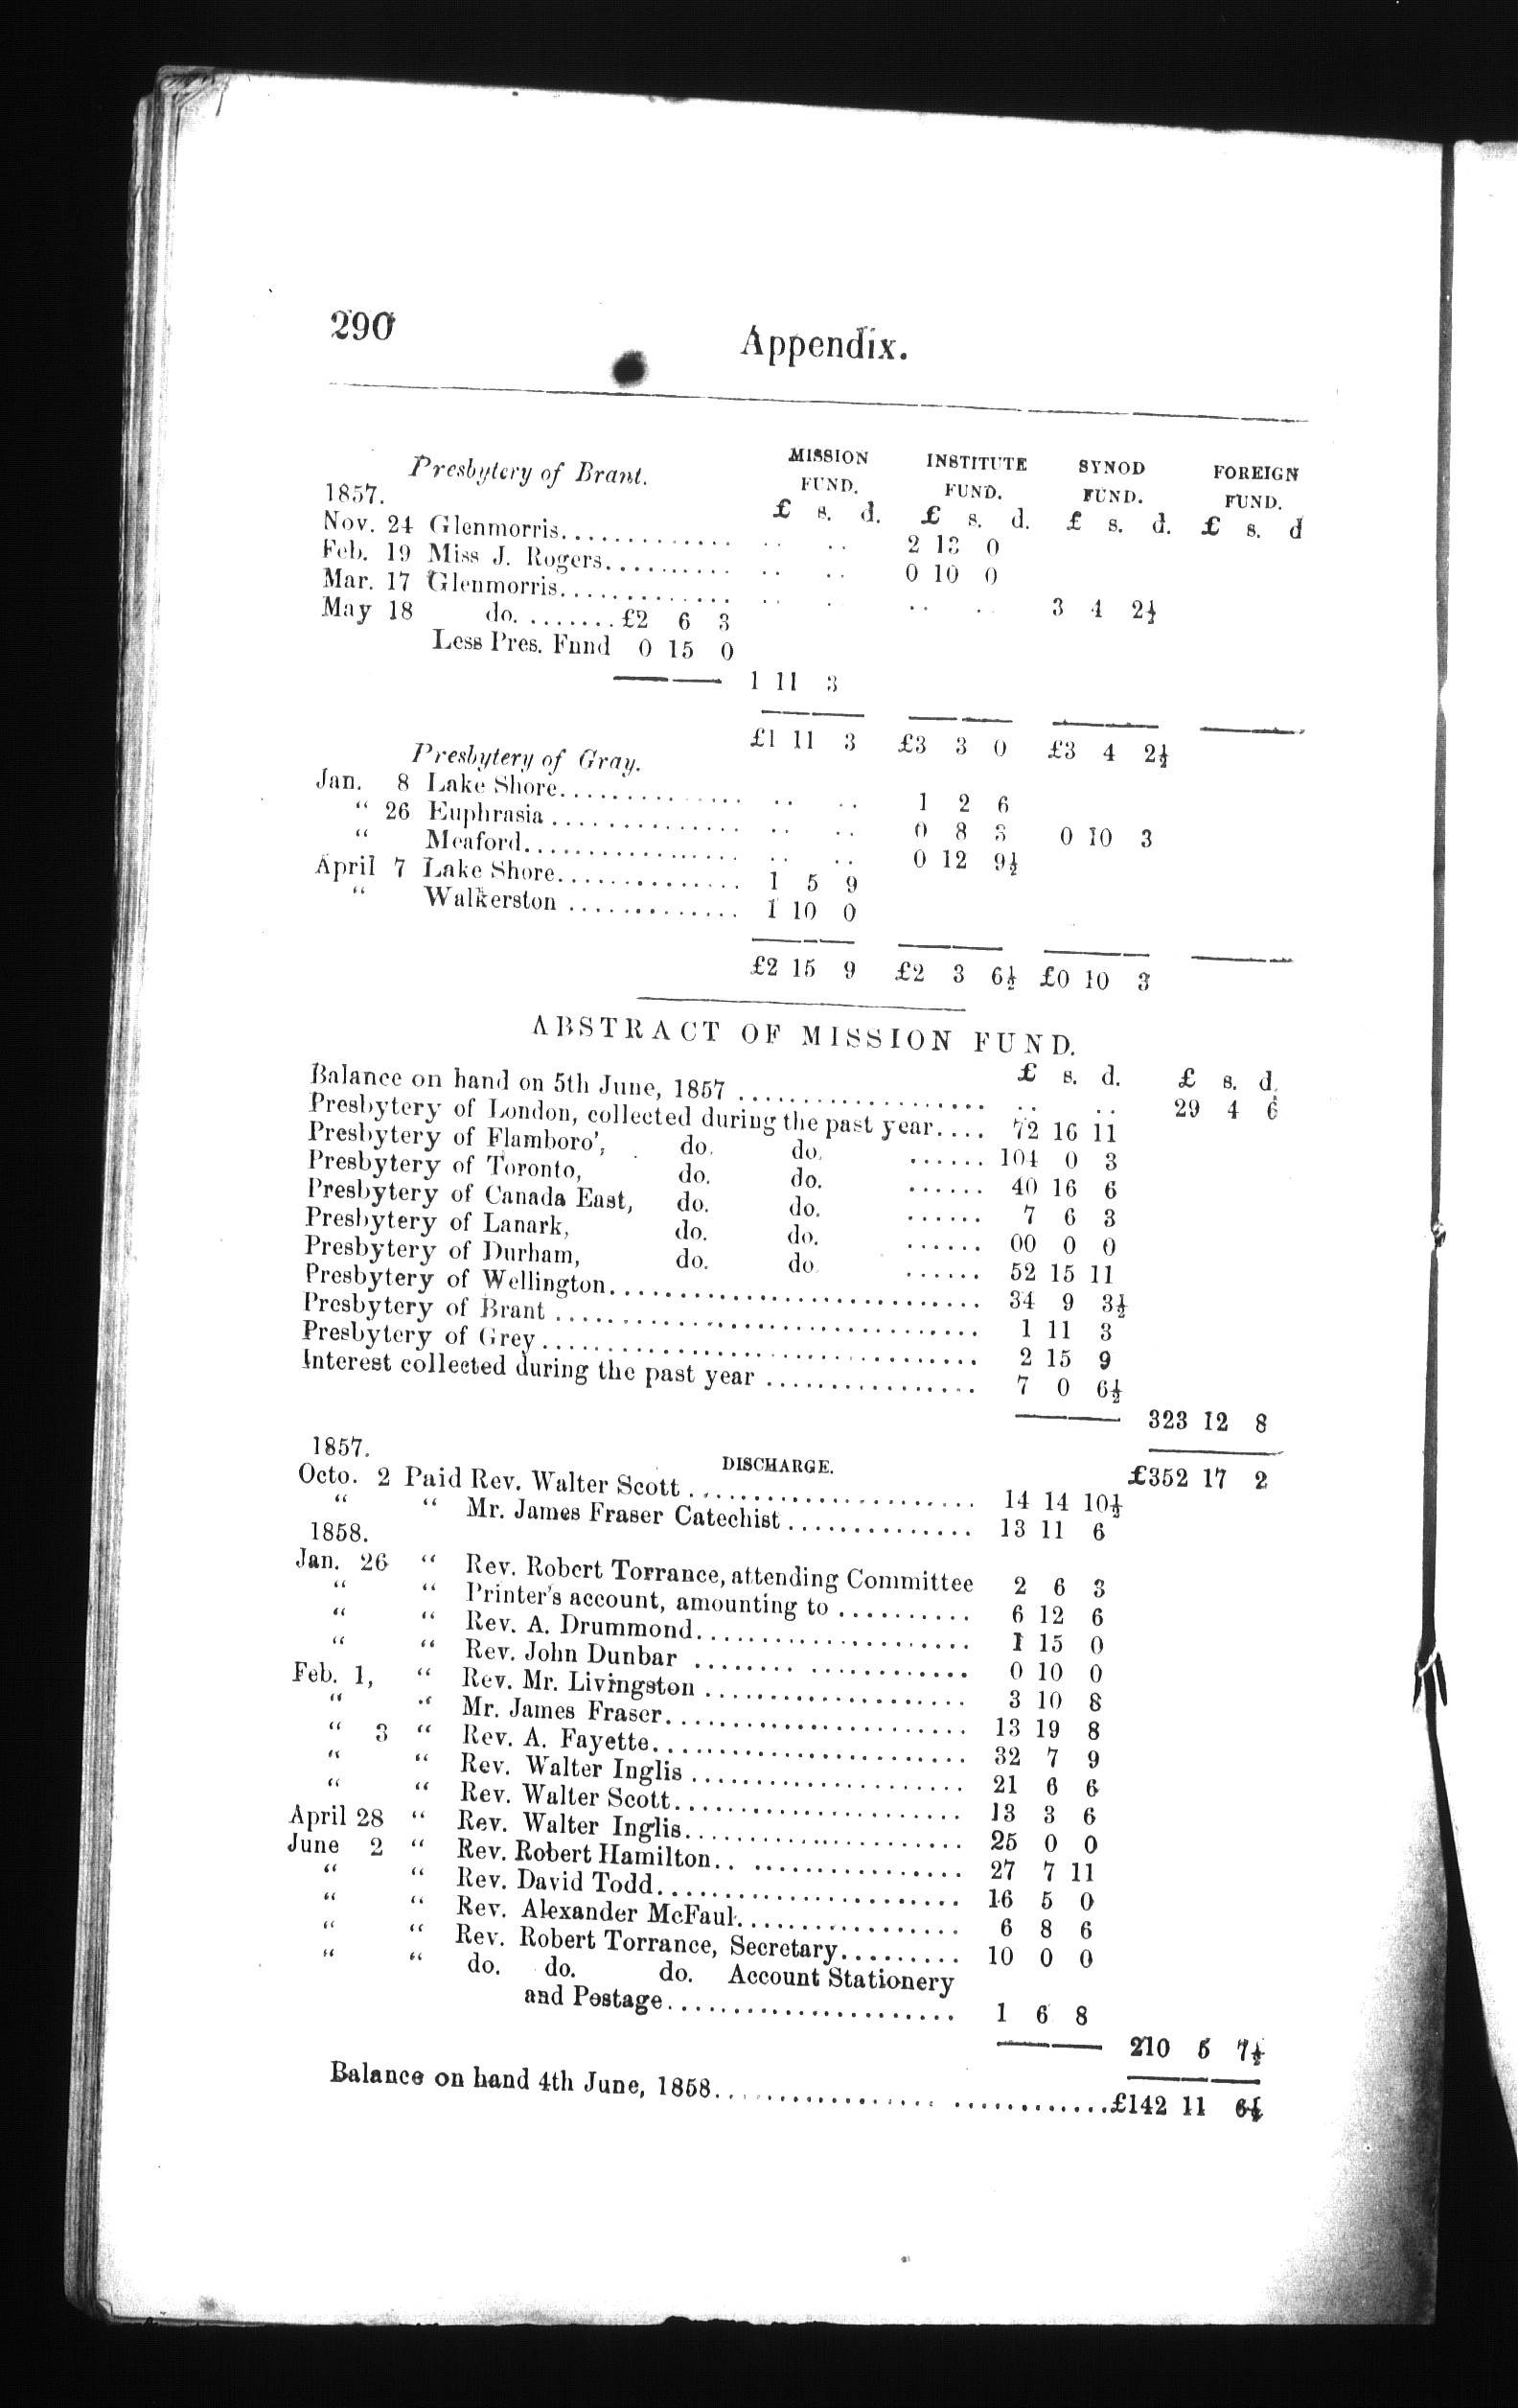 290 Appendix.
Presbytery of Brant. MISSION FUND. INSTITUTE FUND. SYNOD FUND. FOREIGN FUND.
1857. £ s. d. £ s. d. £ s. d. £ s. d
Nov. 24 Glenmorris............. .. .. 2 13 0
Feb. 19 Miss J. Rogers.......... .. .. 0 10 0
Mar. 17 Glenmorris............. .. .. .. .. 3 4 2½
May 18 do. ....... £2 6 3
Less Pres. Fund 0 15 0
1 11 3
£1 11 3 £3 3 0 £3 4 2½
Presbytery of Gray.
Jan. 8 Lake Shore.............. .. .. 1 2 6
“ 26 Euphrasia .............. .. .. 0 8 3 0 10 3
“ Meaford................ .. .. 0 12 9½
April 7 Lake Shore.............. 1 5 9
“ Walkerston ............. 1 10 0
£2 15 9 £2 3 6½ £0 10 3
ABSTRACT OF MISSION FUND.
£ s. d. £ s. d.
Balance on hand on 5th June, 1857 ................... .. .. 29 4 6
Presbytery of London, collected during the past year.... 72 16 11
Presbytery of Flamboro', do. do. ...... 104 0 3
Presbytery of Toronto, do. do. ...... 40 16 6
Presbytery of Canada East, do. do. ...... 7 6 3
Presbytery of Lanark, do. do. ...... 00 0 0
Presbytery of Durham, do. do ...... 52 15 11
Presbytery of Wellington............................ 34 9 3½
Presbytery of Brant ................................ 1 11 3
Presbytery of Grey................................. 2 15 9
Interest collected during the past year ................ 7 0 6½
323 12 8
£352 17 2
1857. DISCHARGE.
Octo. 2 Paid Rev. Walter Scott ...................... 14 14 10½
“ “ Mr. James Fraser Catechist .............. 13 11 6
1858.
Jan. 26 “ Rev. Robert Torrance, attending Committee 2 6 3
“ “ Printer's account, amounting to .......... 6 12 6
“ “ Rev. A. Drummond..................... 1 15 0
“ “ Rev. John Dunbar ........ ............ 0 10 0
Feb. 1, “ Rev. Mr. Livingston .................... 3 10 8
“ “ Mr. James Fraser....................... 13 19 8
“ 3 “ Rev. A. Fayette........................ 32 7 9
“ “ Rev. Walter Inglis ..................... 21 6 6
“ “ Rev. Walter Scott...................... 13 3 6
April 28 “ Rev. Walter Inglis..................... 25 0 0
June 2 “ Rev. Robert Hamilton.. ................ 27 7 11
“ “ Rev. David Todd....................... 16 5 0
“ “ Rev. Alexander McFaul................. 6 8 6
“ “ Rev. Robert Torrance, Secretary......... 10 0 0
“ “ do. do. do. Account Stationery
and Postage...................... 1 6 8
210 5 7½
Balance on hand 4th June, 1858................. ............£142 11 6½